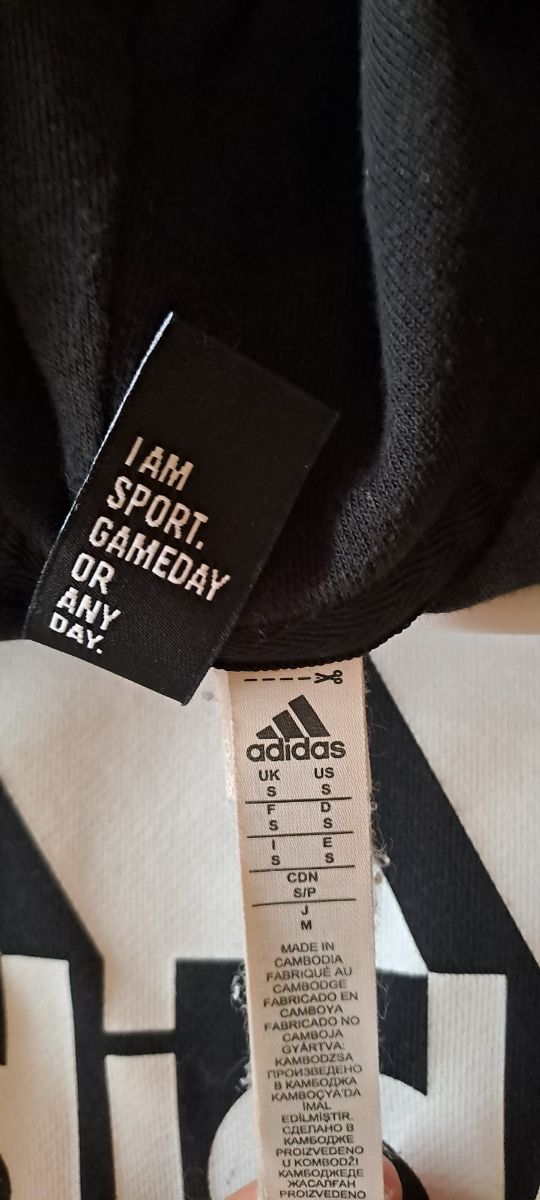 I AM
SPORT.
GAMEDAY
OR
ANY
DAY.
adidas
UK US
S S
F D
S S
I E
S S
CDN
S/P
J
M
MADE IN
CAMBODIA
FABRIQUÉ AU
CAMBODGE
FABRICADO EN
CAMBOYA
FABRICADO NO
CAMBOJA
GYÁRTVA:
KAMBODZSA
ПРОИЗВЕДЕНО
В КАМБОДЖА
KAMBOÇYA'DA
İMAL
EDİLMİŞTİR.
СДЕЛАНО В
КАМБОДЖЕ
PROIZVEDENO
U KOMBODŽI
КАМБОДЖЕДЕ
ЖАСАЛҒАН
PROIZVEDENO